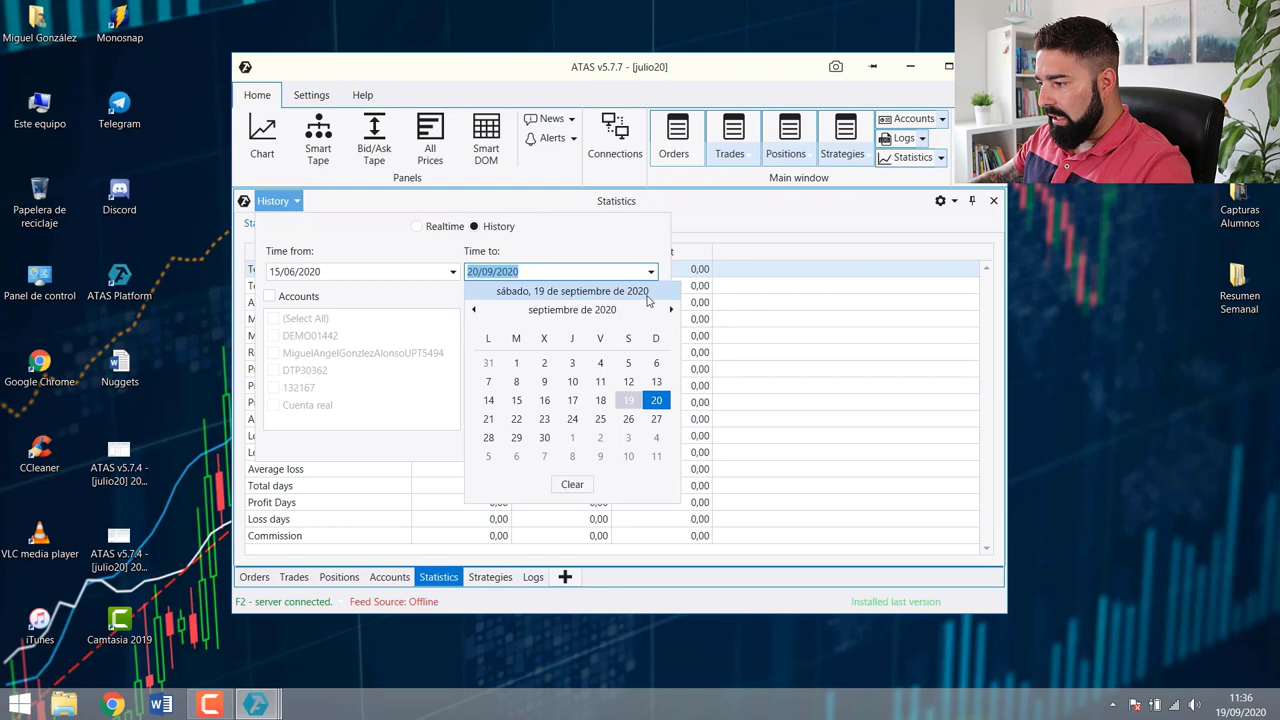 Miguel González
Monosnap
Este equipo
Telegram
Papelera de
reciclaje
Discord
Panel de control
ATAS Platform
Google Chrome
Nuggets
CCleaner
ATAS v5.7.4 -
[julio20] 20...
VLC media player
ATAS v5.7.4 -
[julio20] 20...
iTunes
Camtasia 2019
Capturas
Alumnos
Resumen
Semanal
ATAS v5.7.7 - [julio20]
Home
Settings
Help
Chart
Smart
Tape
Bid/Ask
Tape
All
Prices
Smart
DOM
News
Alerts
Connections
Orders
Trades
Positions
Strategies
Accounts
Logs
Statistics
Panels
Main window
History
Statistics
Realtime
History
Time from:
Time to:
15/06/2020
20/09/2020
Accounts
(Select All)
DEMO01442
MiguelAngelGonzlezAlonsoUPT5494
DTP30362
132167
Cuenta real
sábado, 19 de septiembre de 2020
septiembre de 2020
L M X J V S D
31 1 2 3 4 5 6
7 8 9 10 11 12 13
14 15 16 17 18 19 20
21 22 23 24 25 26 27
28 29 30 1 2 3 4
5 6 7 8 9 10 11
Clear
0,00
0,00
0,00
0,00
0,00
0,00
0,00
0,00
0,00
0,00
0,00
0,00
Average loss 0,00
Total days 0,00
Profit Days 0,00 0,00 0,00
Loss days 0,00 0,00 0,00
Commission 0,00 0,00 0,00
Orders
Trades
Positions
Accounts
Statistics
Strategies
Logs
F2 - server connected.
Feed Source: Offline
Installed last version
11:36
19/09/2020